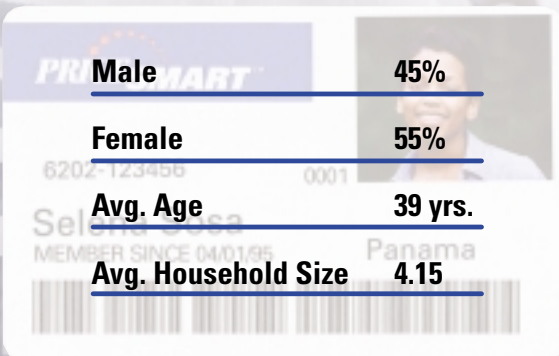 PRICESMART
Male 45%
Female 55%
6202-123456 0001
Avg. Age 39 yrs.
Selena Sosa
MEMBER SINCE 04/01/95 Panama
Avg. Household Size 4.15